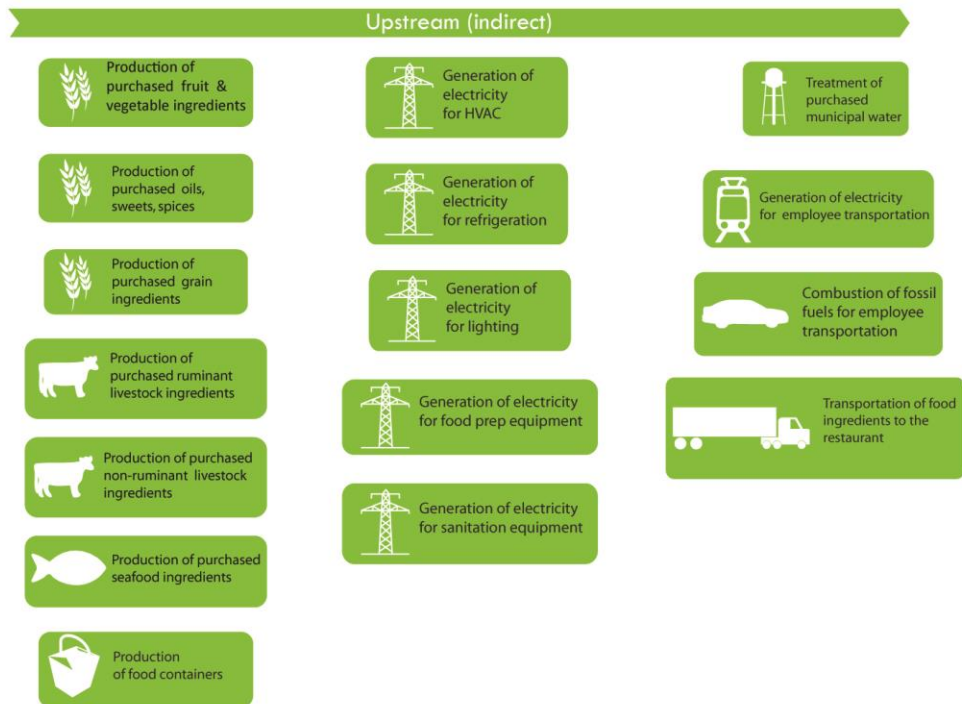 Upstream (indirect)
Production of
purchased fruit &
vegetable ingredients
Production of
purchased oils,
sweets, spices
Production of
purchased grain
ingredients
Production of
purchased ruminant
livestock ingredients
Production of purchased
non-ruminant livestock
ingredients
Production of purchased
seafood ingredients
Production
of food containers
Generation of
electricity
for HVAC
Generation of
electricity
for refrigeration
Generation of
electricity
for lighting
Generation of electricity
for food prep equipment
Generation of electricity
for sanitation equipment
Treatment of
purchased
municipal water
Generation of electricity
for employee transportation
Combustion of fossil
fuels for employee
transportation
Transportation of food
ingredients to the
restaurant